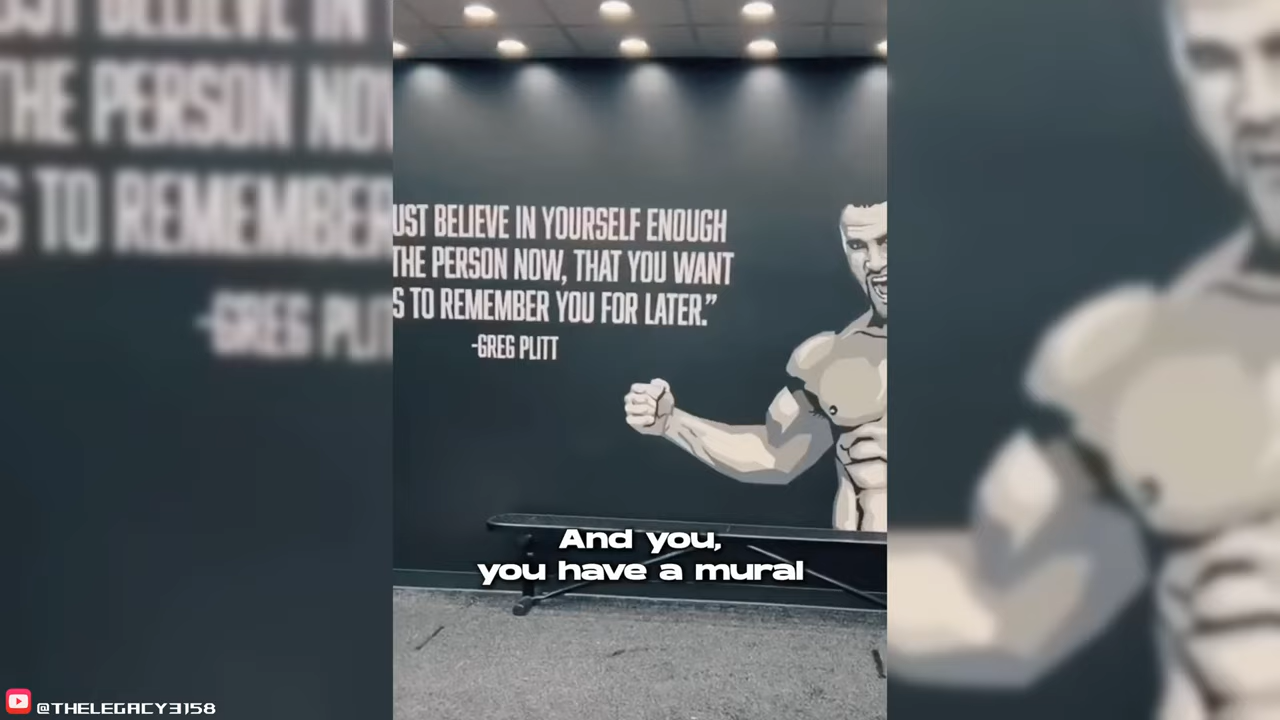 UST BELIEVE IN YOURSELF ENOUGH
THE PERSON NOW, THAT YOU WANT
S TO REMEMBER YOU FOR LATER.”
-GREG PLITT
And you,
you have a mural
@THELEGACY3158